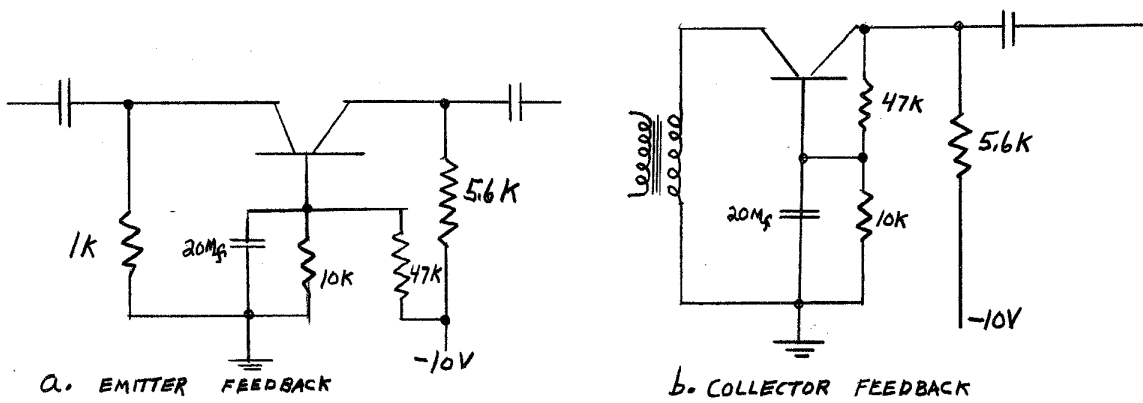 1K
20Mf
10K
47K
5.6K
-10V
a. EMITTER FEEDBACK
47K
5.6K
20Mf
10K
-10V
b. COLLECTOR FEEDBACK